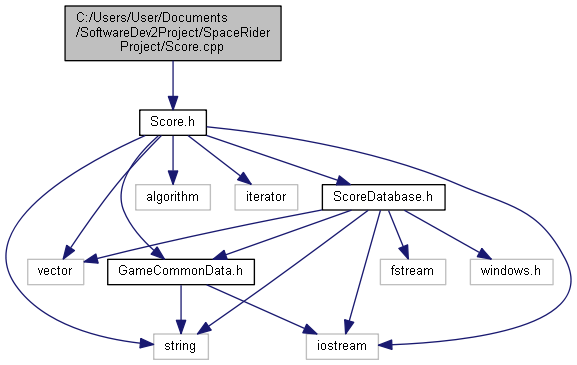 C:/Users/User/Documents
/SoftwareDev2Project/SpaceRider
Project/Score.cpp
Score.h
algorithm
iterator
ScoreDatabase.h
vector
GameCommonData.h
fstream
windows.h
string
iostream